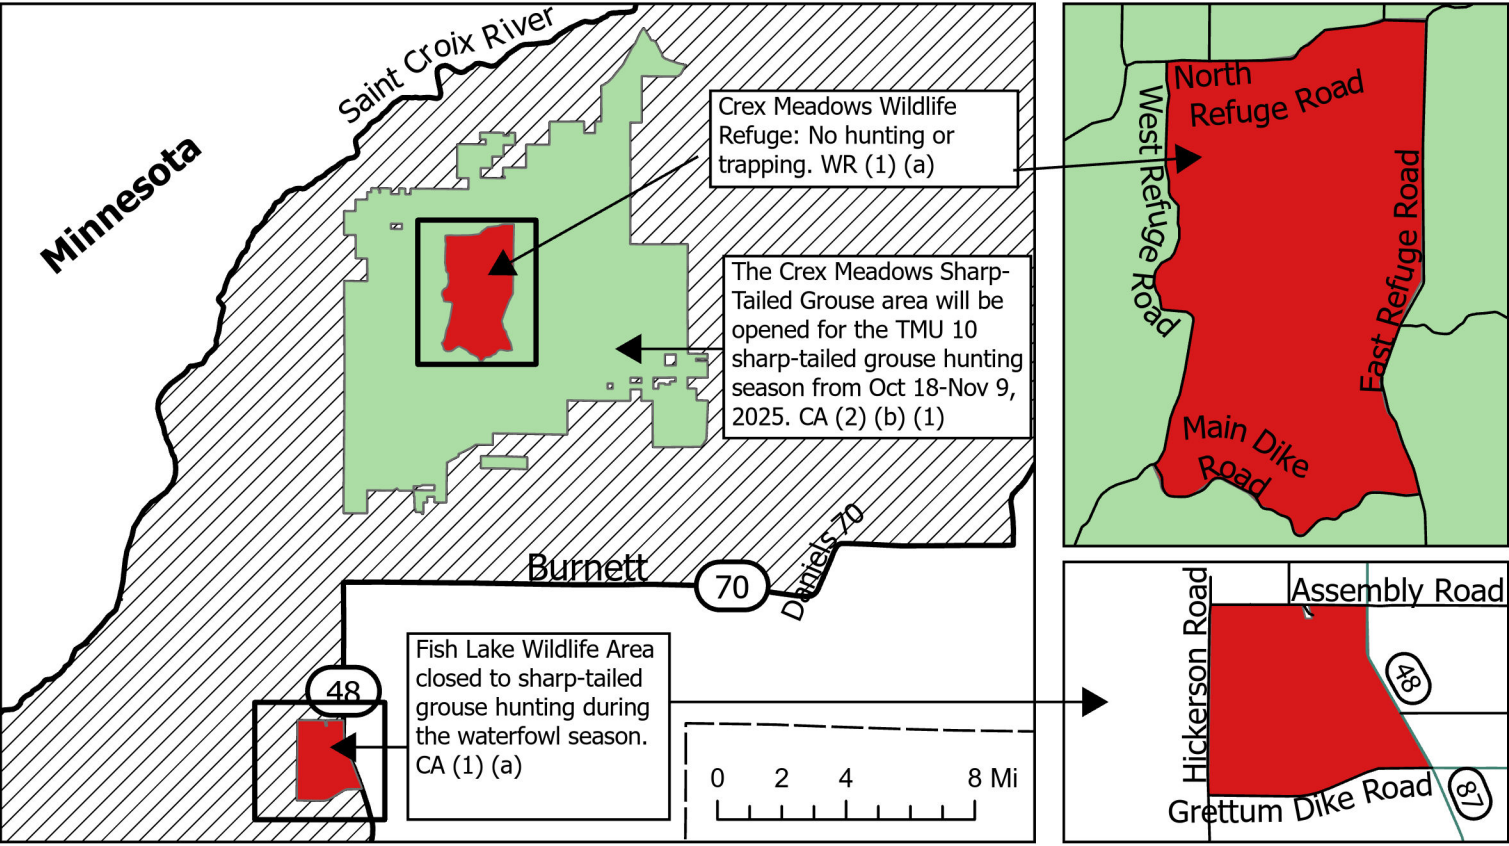 Saint Croix River
Minnesota
Crex Meadows Wildlife
Refuge: No hunting or
trapping. WR (1) (a)
The Crex Meadows Sharp-
Tailed Grouse area will be
opened for the TMU 10
sharp-tailed grouse hunting
season from Oct 18-Nov 9,
2025. CA (2) (b) (1)
Burnett
70
Daniels 70
48
Fish Lake Wildlife Area
closed to sharp-tailed
grouse hunting during
the waterfowl season.
CA (1) (a)
0 2 4 8 Mi
North
Refuge Road
West Refuge Road
East Refuge Road
Main Dike
Road
Assembly Road
Hickerson Road
48
87
Grettum Dike Road